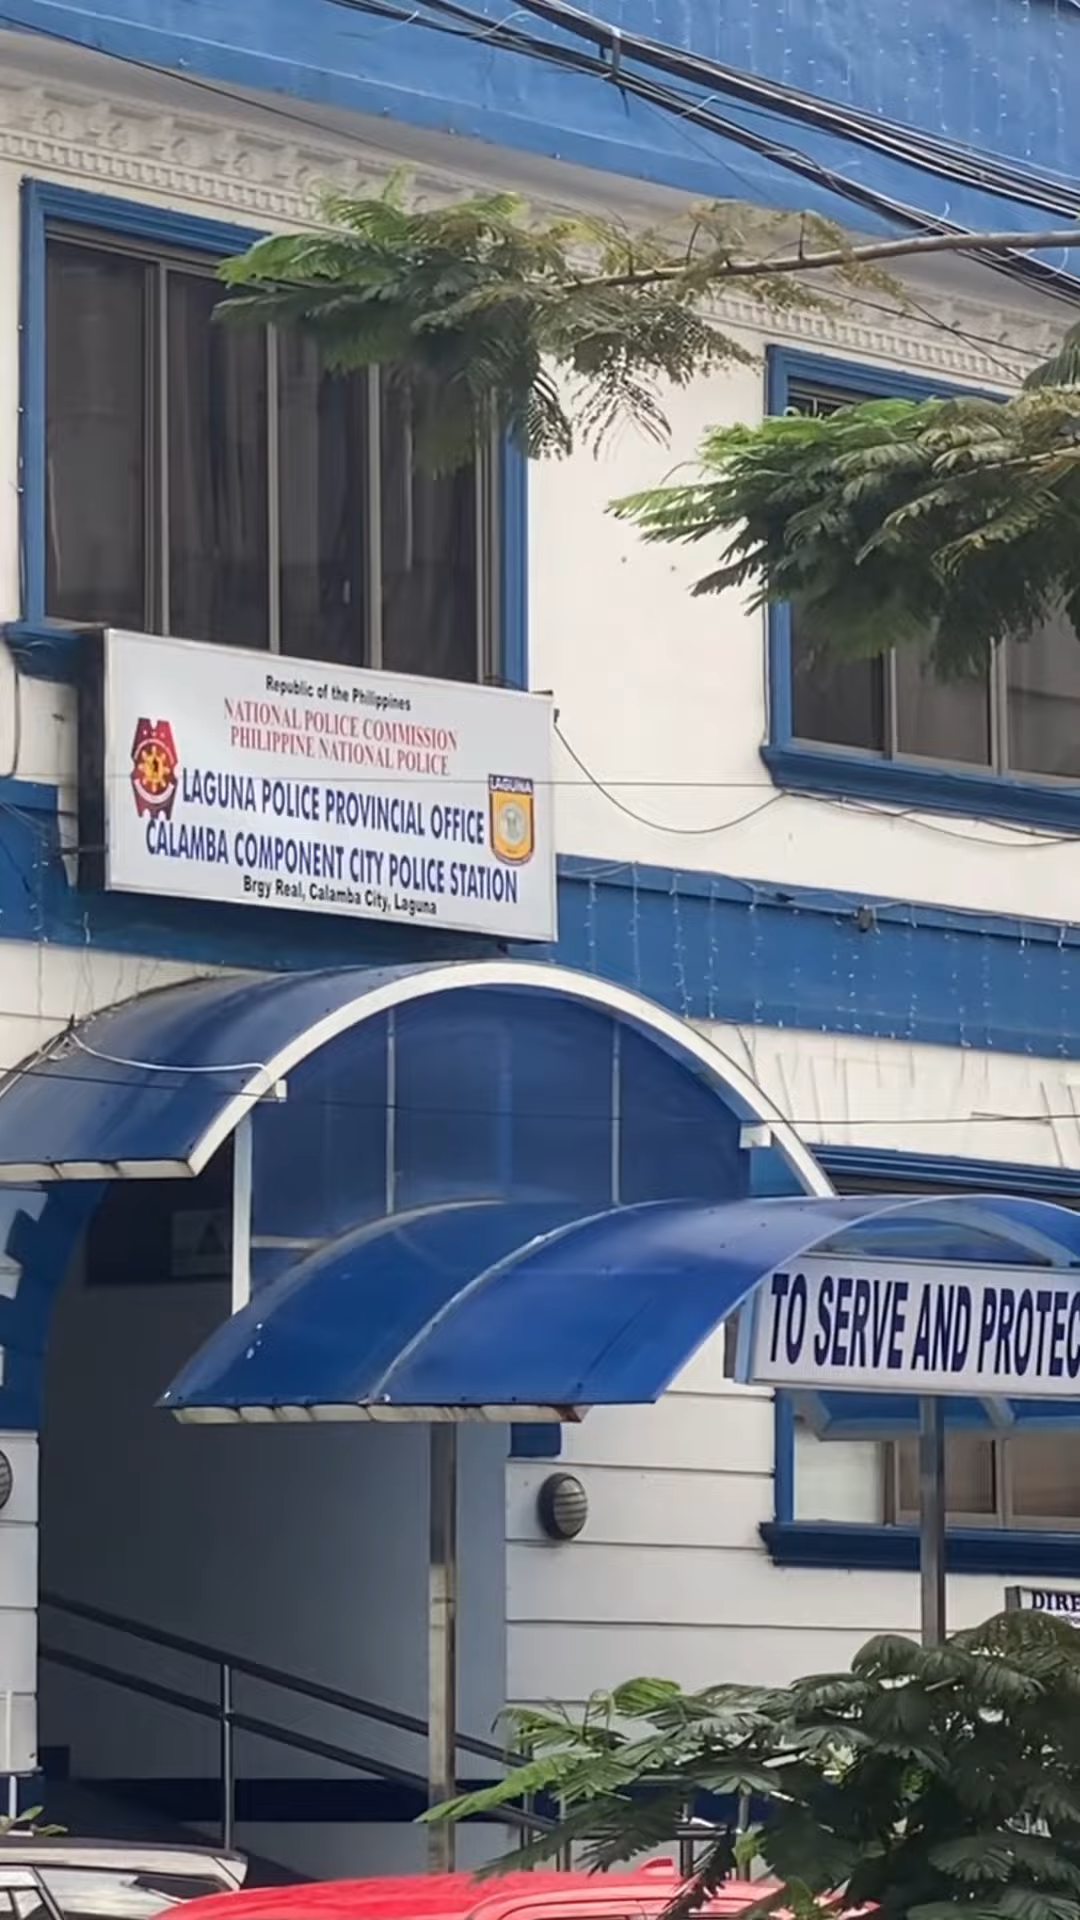 Republic of the Philippines
NATIONAL POLICE COMMISSION
PHILIPPINE NATIONAL POLICE
LAGUNA POLICE PROVINCIAL OFFICE
LAGUNA
CALAMBA COMPONENT CITY POLICE STATION
Brgy Real, Calamba City, Laguna
TO SERVE AND PROTEC
DIRE